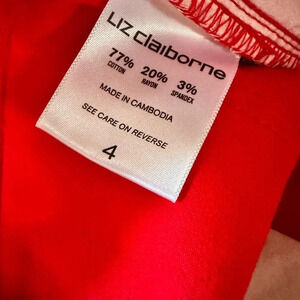 LIZ claiborne
77% 20% 3%
COTTON RAYON SPANDEX
MADE IN CAMBODIA
SEE CARE ON REVERSE
4